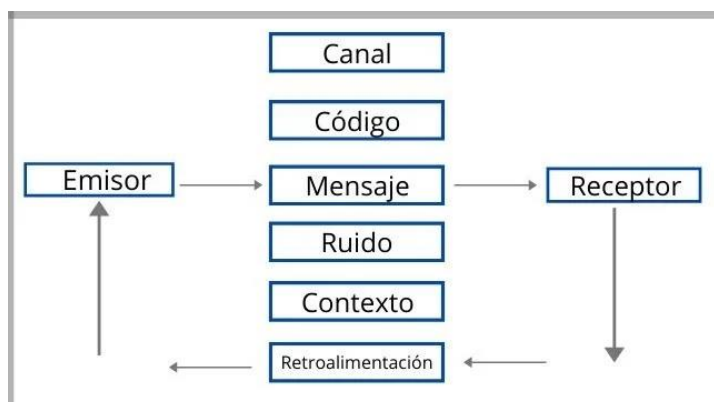 Canal
Código
Emisor
Mensaje
Receptor
Ruido
Contexto
Retroalimentación